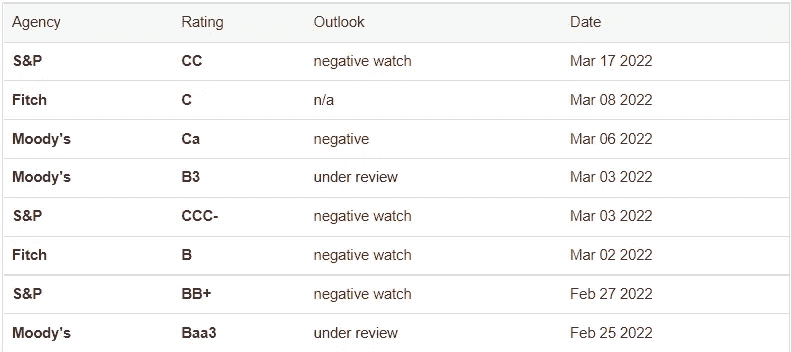 Agency Rating Outlook Date
S&P CC negative watch Mar 17 2022
Fitch C n/a Mar 08 2022
Moody's Ca negative Mar 06 2022
Moody's B3 under review Mar 03 2022
S&P CCC- negative watch Mar 03 2022
Fitch B negative watch Mar 02 2022
S&P BB+ negative watch Feb 27 2022
Moody's Baa3 under review Feb 25 2022